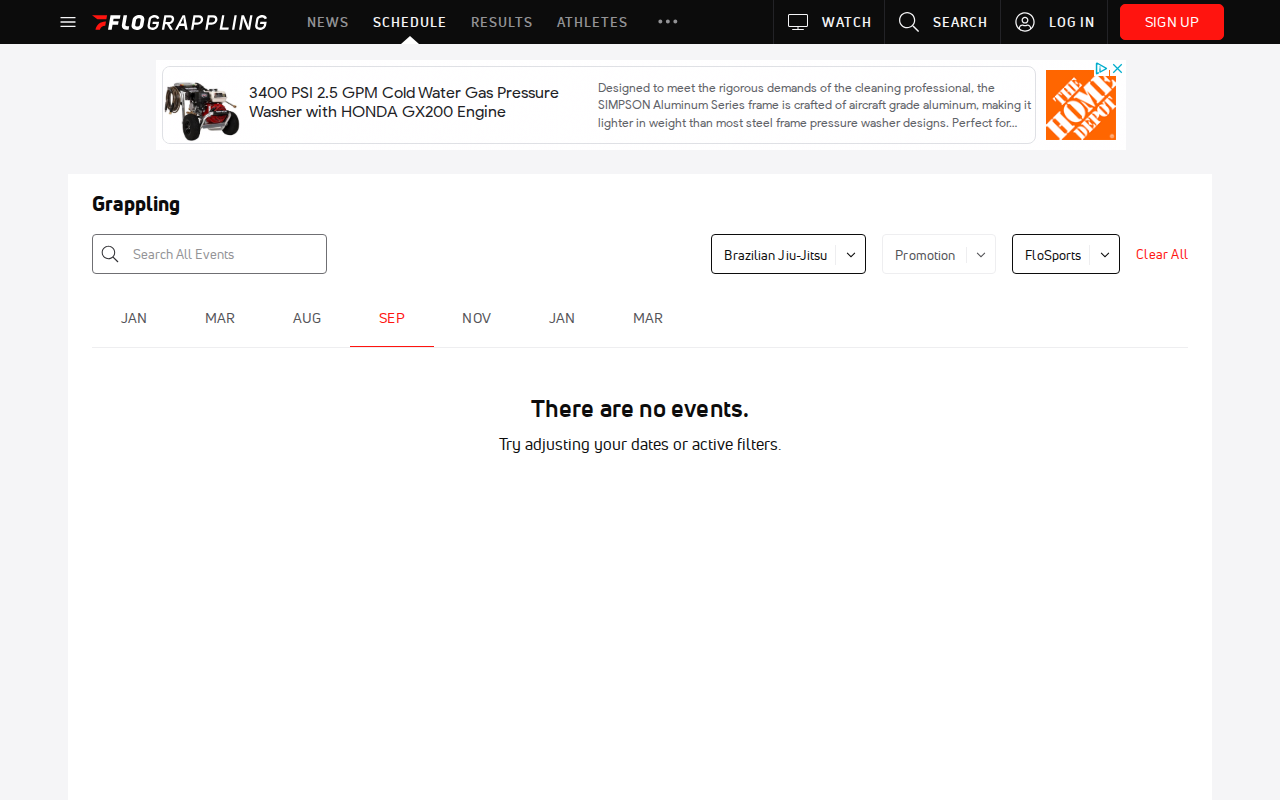 FLOGRAPPLING NEWS SCHEDULE RESULTS ATHLETES ••• WATCH SEARCH LOG IN SIGN UP
3400 PSI 2.5 GPM Cold Water Gas Pressure
Washer with HONDA GX200 Engine
Designed to meet the rigorous demands of the cleaning professional, the
SIMPSON Aluminum Series frame is crafted of aircraft grade aluminum, making it
lighter in weight than most steel frame pressure washer designs. Perfect for...
THE
HOME
DEPOT
Grappling
Search All Events
Brazilian Jiu-Jitsu Promotion FloSports Clear All
JAN MAR AUG SEP NOV JAN MAR
There are no events.
Try adjusting your dates or active filters.